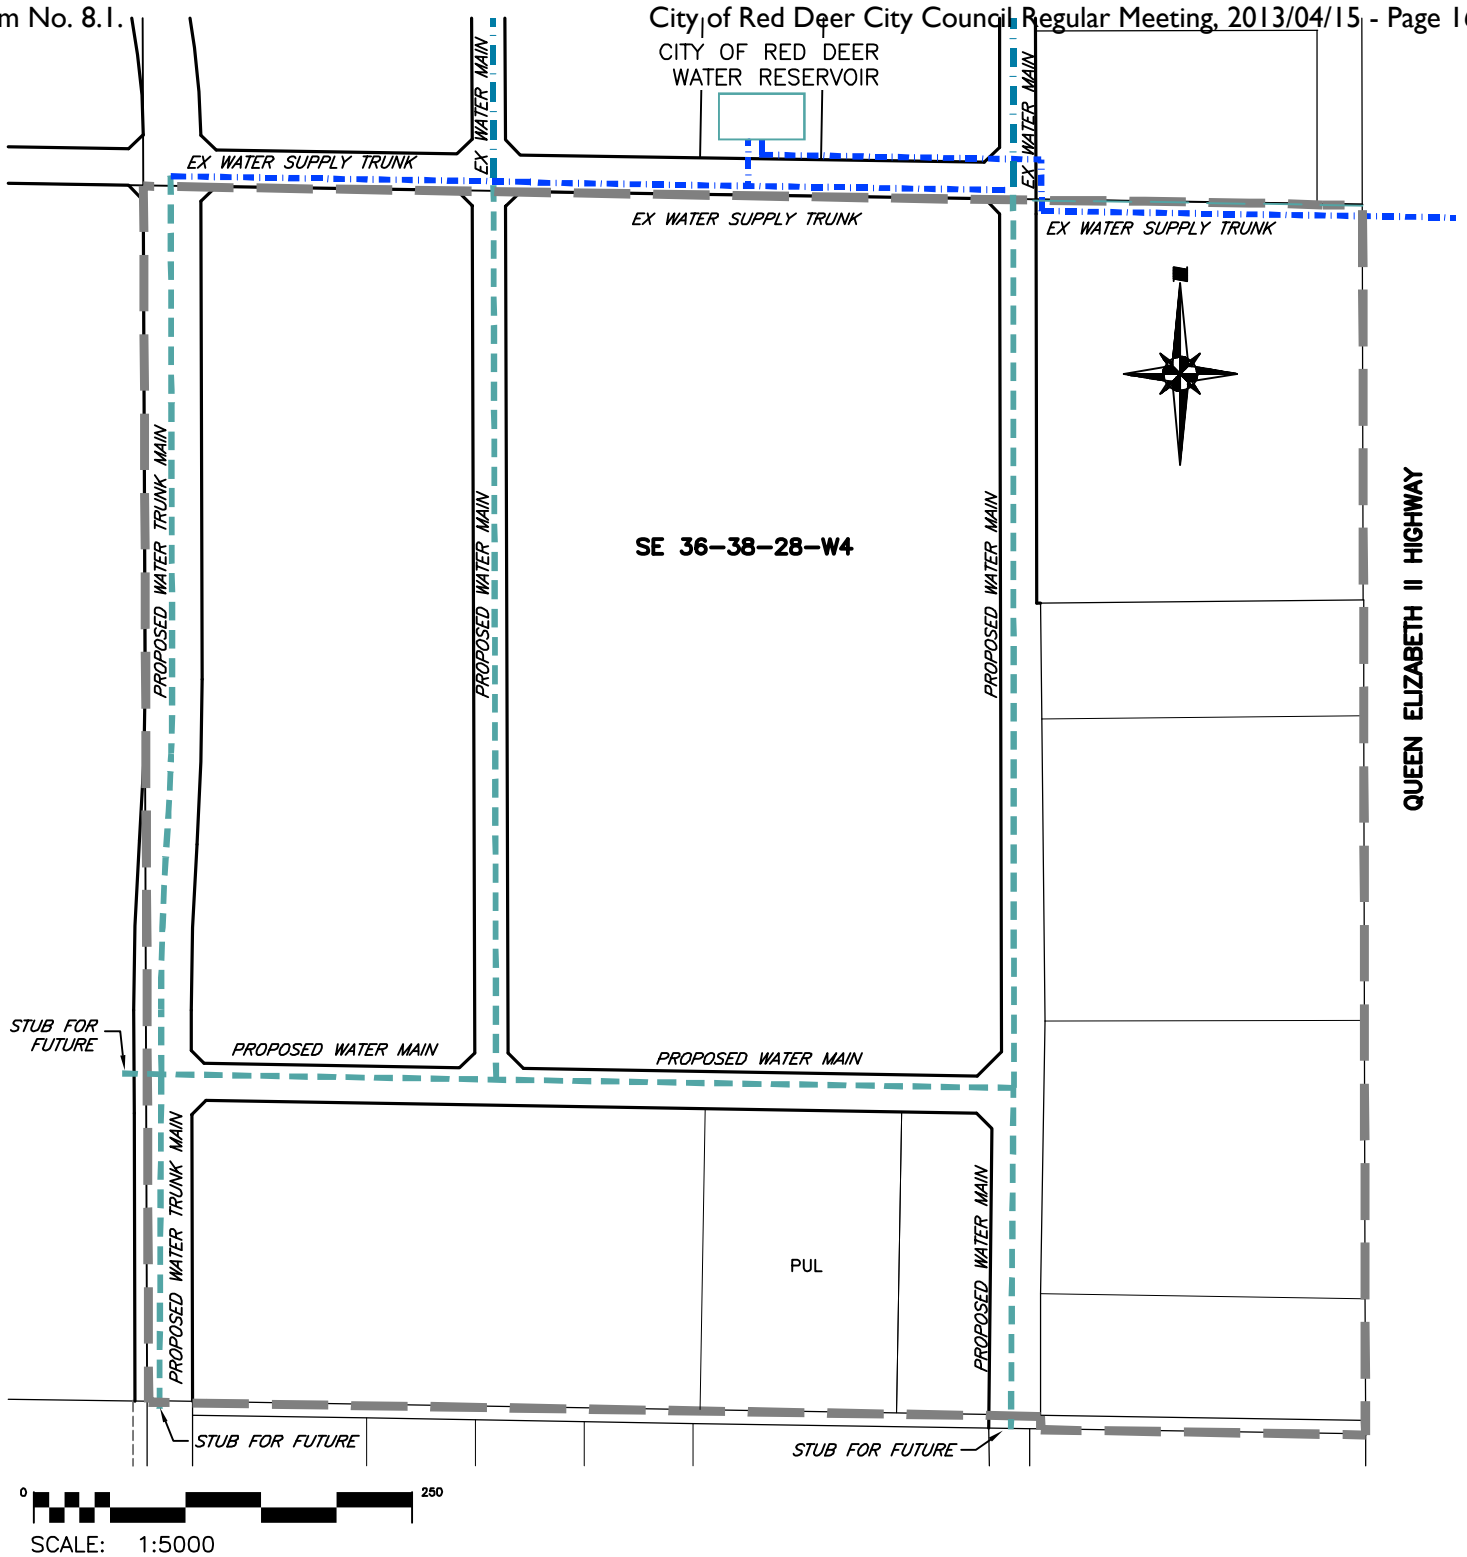 m No. 8.1.
City of Red Deer City Council Regular Meeting, 2013/04/15 - Page 16
CITY OF RED DEER
WATER RESERVOIR
EX WATER MAIN
EX WATER MAIN
EX WATER SUPPLY TRUNK
EX WATER SUPPLY TRUNK
EX WATER SUPPLY TRUNK
PROPOSED WATER TRUNK MAIN
PROPOSED WATER MAIN
PROPOSED WATER MAIN
SE 36-38-28-W4
QUEEN ELIZABETH II HIGHWAY
STUB FOR
FUTURE
PROPOSED WATER MAIN
PROPOSED WATER MAIN
PROPOSED WATER TRUNK MAIN
PROPOSED WATER MAIN
PUL
STUB FOR FUTURE
STUB FOR FUTURE
0 250
SCALE: 1:5000